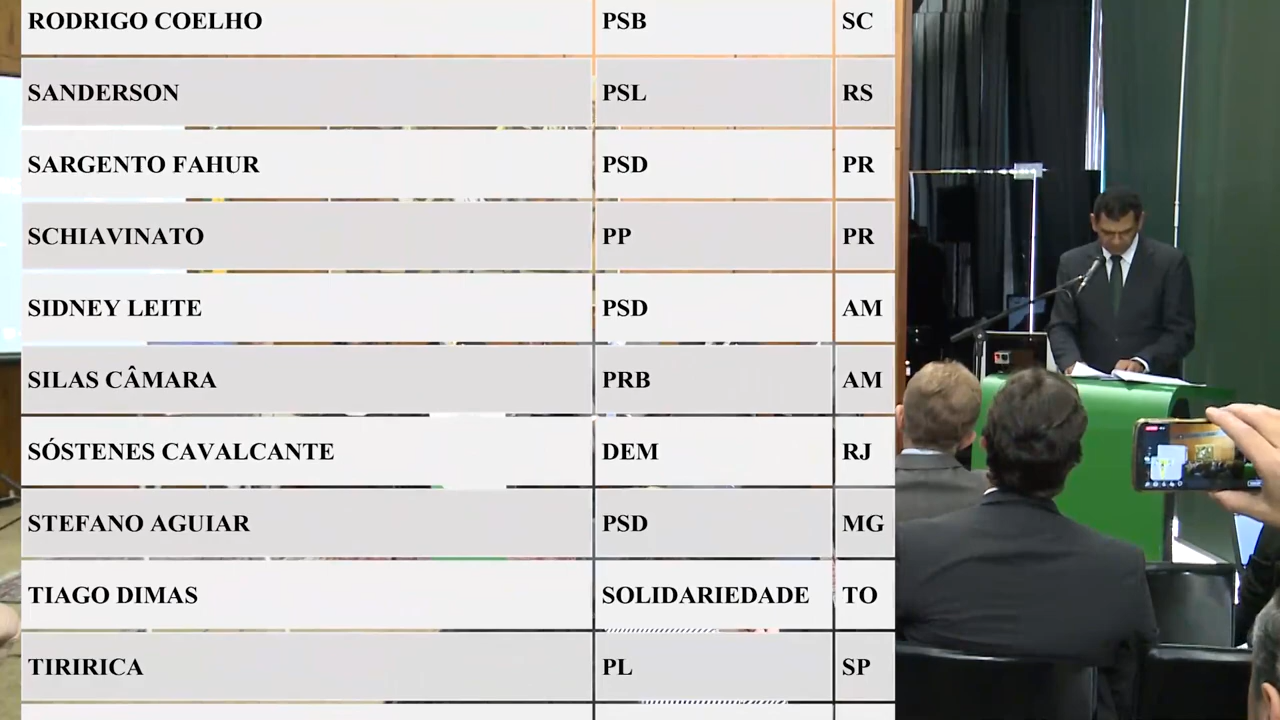 RODRIGO COELHO PSB SC
SANDERSON PSL RS
SARGENTO FAHUR PSD PR
SCHIAVINATO PP PR
SIDNEY LEITE PSD AM
SILAS CÂMARA PRB AM
SÓSTENES CAVALCANTE DEM RJ
STEFANO AGUIAR PSD MG
TIAGO DIMAS SOLIDARIEDADE TO
TIRIRICA PL SP